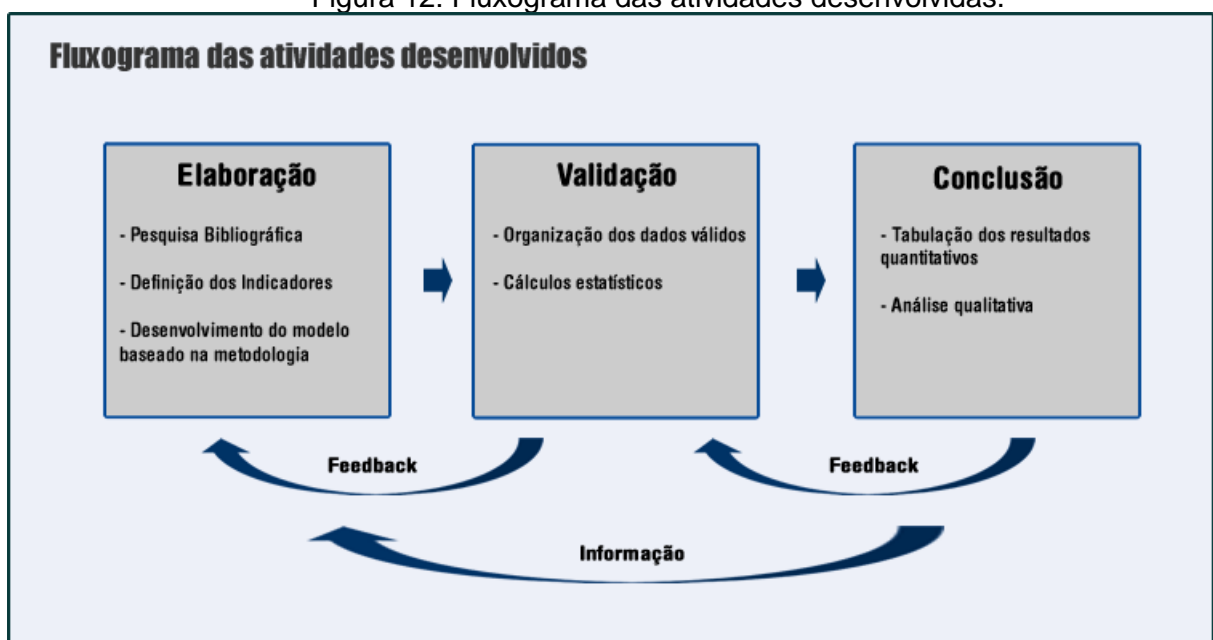 Figura 12: Fluxograma das atividades desenvolvidas.
Fluxograma das atividades desenvolvidos
Elaboração
- Pesquisa Bibliográfica
- Definição dos Indicadores
- Desenvolvimento do modelo
baseado na metodologia
Validação
- Organização dos dados válidos
- Cálculos estatísticos
Conclusão
- Tabulação dos resultados
quantitativos
- Análise qualitativa
Feedback
Feedback
Informação